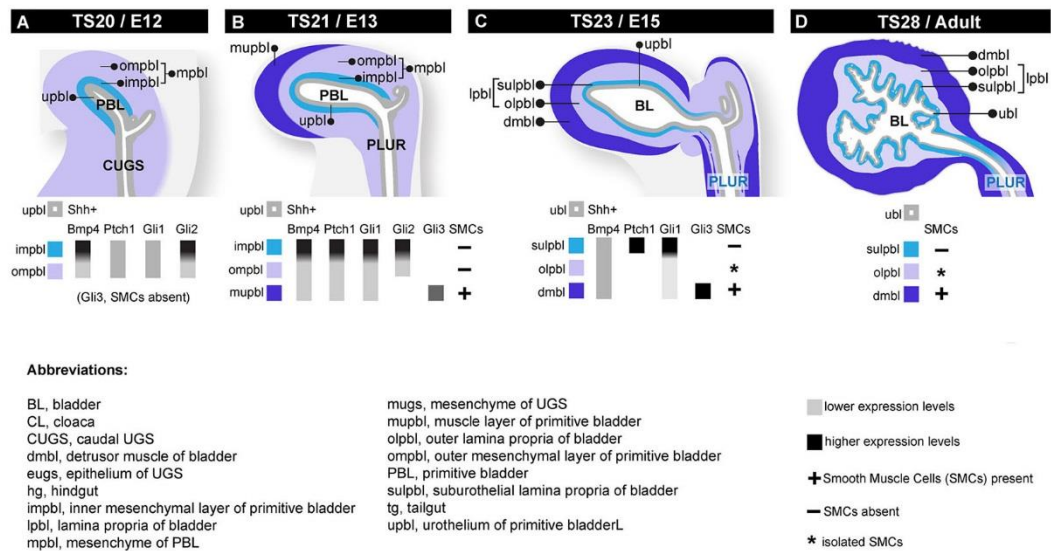 A TS20 / E12
ompbl
impbl
mpbl
upbl
PBL
CUGS
upbl Shh+
Bmp4 Ptch1 Gli1 Gli2
impbl
ompbl
(Gli3, SMCs absent)
B TS21 / E13
mupbl
ompbl
impbl
mpbl
PBL
upbl
PLUR
upbl Shh+
Bmp4 Ptch1 Gli1 Gli2 Gli3 SMCs
impbl −
ompbl −
mupbl +
C TS23 / E15
upbl
sulpbl
lpbl
olpbl
dmbl
BL
PLUR
ubl Shh+
Bmp4 Ptch1 Gli1 Gli3 SMCs
sulpbl −
olpbl *
dmbl +
D TS28 / Adult
dmbl
olpbl
lpbl
sulpbl
ubl
BL
PLUR
ubl
SMCs
sulpbl −
olpbl *
dmbl +
Abbreviations:
BL, bladder
CL, cloaca
CUGS, caudal UGS
dmbl, detrusor muscle of bladder
eugs, epithelium of UGS
hg, hindgut
impbl, inner mesenchymal layer of primitive bladder
lpbl, lamina propria of bladder
mpbl, mesenchyme of PBL
mugs, mesenchyme of UGS
mupbl, muscle layer of primitive bladder
olpbl, outer lamina propria of bladder
ompbl, outer mesenchymal layer of primitive bladder
PBL, primitive bladder
sulpbl, suburothelial lamina propria of bladder
tg, tailgut
upbl, urothelium of primitive bladderL
lower expression levels
higher expression levels
+ Smooth Muscle Cells (SMCs) present
− SMCs absent
* isolated SMCs